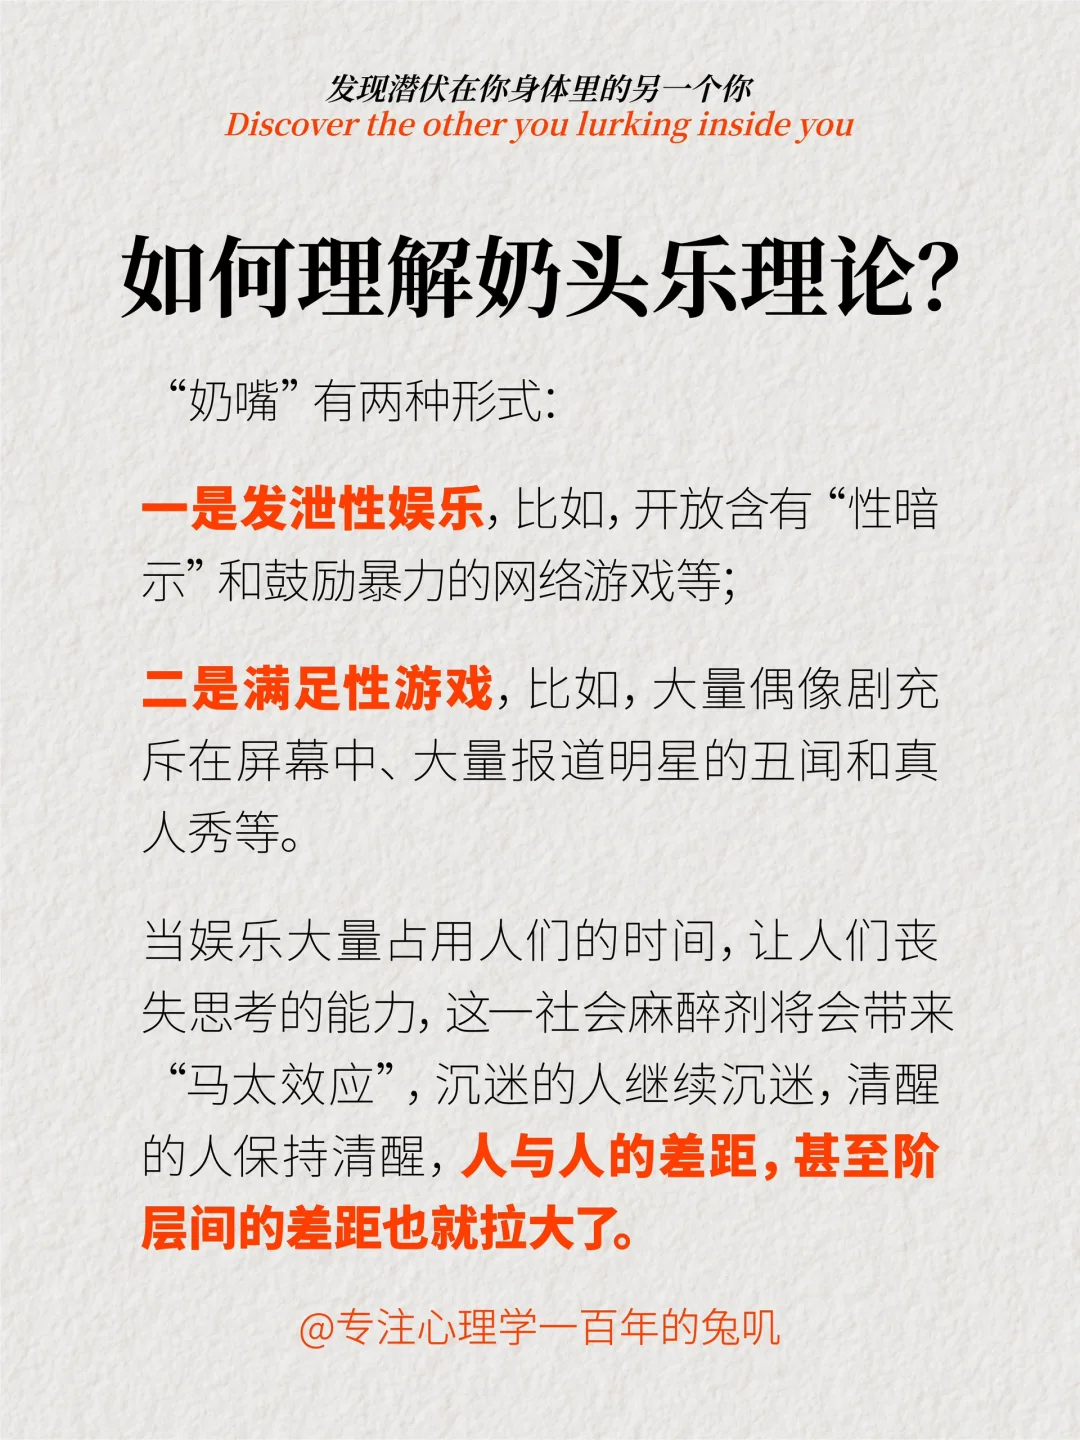 发现潜伏在你身体里的另一个你
Discover the other you lurking inside you
如何理解奶头乐理论？
“奶嘴”有两种形式：
一是发泄性娱乐，比如，开放含有“性暗
示”和鼓励暴力的网络游戏等；
二是满足性游戏，比如，大量偶像剧充
斥在屏幕中、大量报道明星的丑闻和真
人秀等。
当娱乐大量占用人们的时间，让人们丧
失思考的能力，这一社会麻醉剂将会带来
“马太效应”，沉迷的人继续沉迷，清醒
的人保持清醒，人与人的差距，甚至阶
层间的差距也就拉大了。
@专注心理学一百年的兔叽